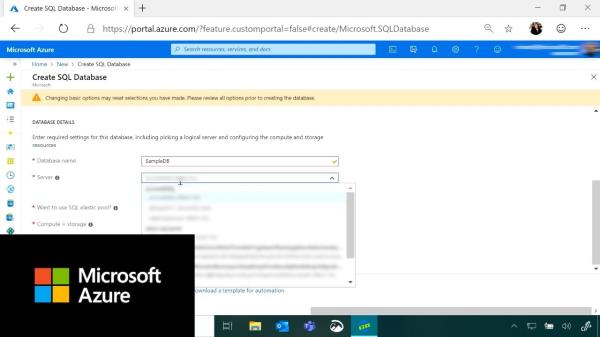 Create SQL Database - Microsoft
https://portal.azure.com/?feature.customportal=false#create/Microsoft.SQLDatabase
Microsoft Azure
Search resources, services, and docs
Home > New > Create SQL Database
Create SQL Database
Microsoft
Changing basic options may reset selections you have made. Please review all options prior to creating the database.
DATABASE DETAILS
Enter required settings for this database, including picking a logical server and configuring the compute and storage
resources
* Database name
SampleDB
* Server
* Want to use SQL elastic pool?
* Compute + storage
ownload a template for automation
Microsoft
Azure